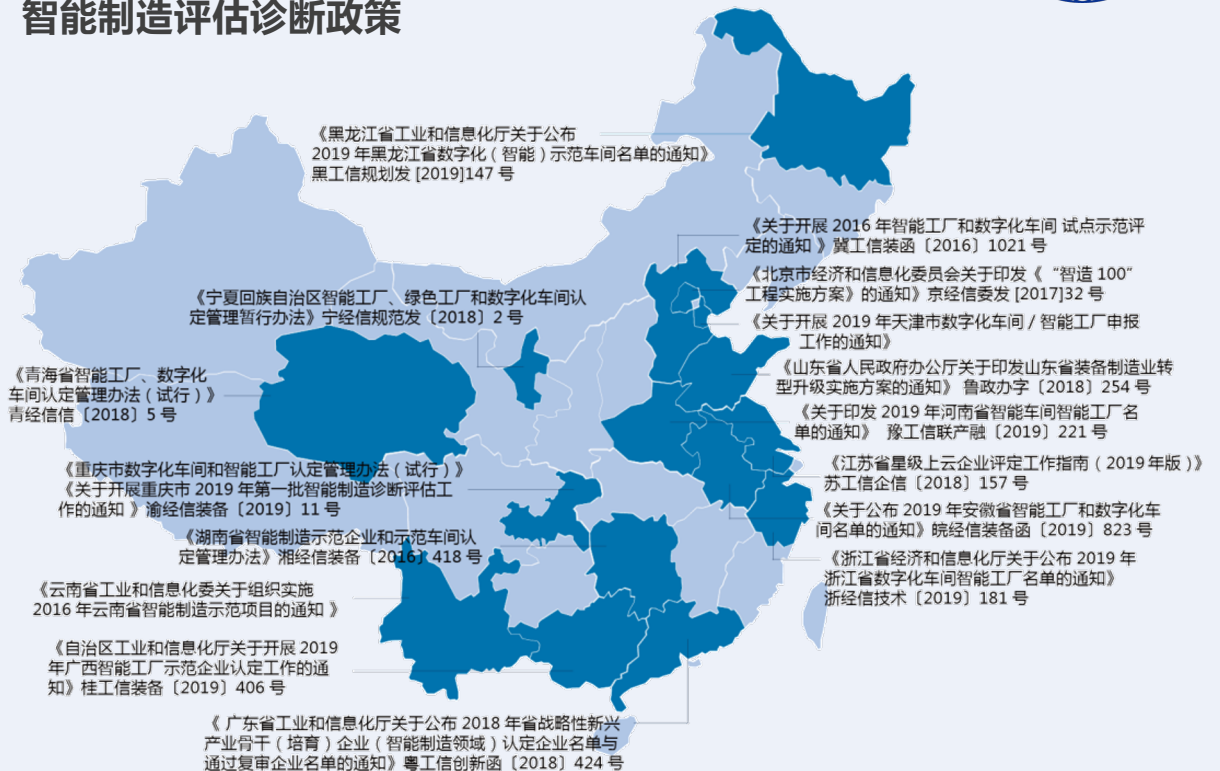 智能制造评估诊断政策
《黑龙江省工业和信息化厅关于公布
2019 年黑龙江省数字化（智能）示范车间名单的通知》
黑工信规划发 [2019]147 号
《关于开展 2016 年智能工厂和数字化车间 试点示范评
定的通知 》冀工信装函〔2016〕1021 号
《北京市经济和信息化委员会关于印发《 “智造 100”
工程实施方案》的通知》京经信委发 [2017]32 号
《关于开展 2019 年天津市数字化车间 / 智能工厂申报
工作的通知》
《山东省人民政府办公厅关于印发山东省装备制造业转
型升级实施方案的通知》 鲁政办字〔2018〕254 号
《关于印发 2019 年河南省智能车间智能工厂名
单的通知》 豫工信联产融〔2019〕221 号
《江苏省星级上云企业评定工作指南（2019 年版）》
苏工信企信〔2018〕157 号
《关于公布 2019 年安徽省智能工厂和数字化车
间名单的通知》皖经信装备函〔2019〕823 号
《浙江省经济和信息化厅关于公布 2019 年
浙江省数字化车间智能工厂名单的通知》
浙经信技术〔2019〕181 号
《宁夏回族自治区智能工厂、绿色工厂和数字化车间认
定管理暂行办法》宁经信规范发〔2018〕2 号
《青海省智能工厂、数字化
车间认定管理办法（试行）》
青经信信〔2018〕5 号
《重庆市数字化车间和智能工厂认定管理办法（试行）》
《关于开展重庆市 2019 年第一批智能制造诊断评估工
作的通知 》渝经信装备〔2019〕11 号
《湖南省智能制造示范企业和示范车间认
定管理办法》湘经信装备〔2016〕418 号
《云南省工业和信息化委关于组织实施
2016 年云南省智能制造示范项目的通知 》
《自治区工业和信息化厅关于开展 2019
年广西智能工厂示范企业认定工作的通
知》桂工信装备〔2019〕406 号
《 广东省工业和信息化厅关于公布 2018 年省战略性新兴
产业骨干（培育）企业（智能制造领域）认定企业名单与
通过复审企业名单的通知》粤工信创新函〔2018〕424 号